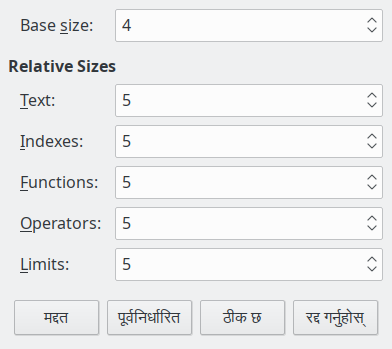 Base size: 4
Relative Sizes
Text: 5
Indexes: 5
Functions: 5
Operators: 5
Limits: 5
मद्दत पूर्वनिर्धारित ठीक छ रद्द गर्नुहोस्